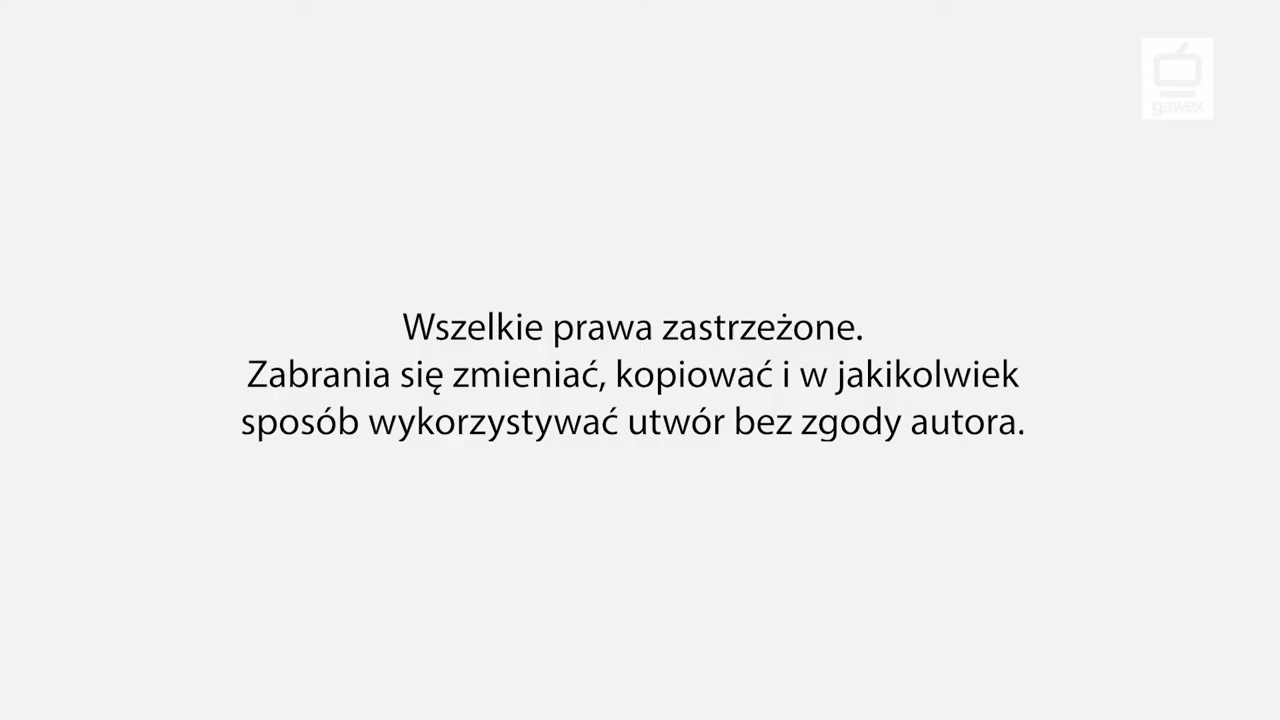 gawex
Wszelkie prawa zastrzeżone.
Zabrania się zmieniać, kopiować i w jakikolwiek
sposób wykorzystywać utwór bez zgody autora.